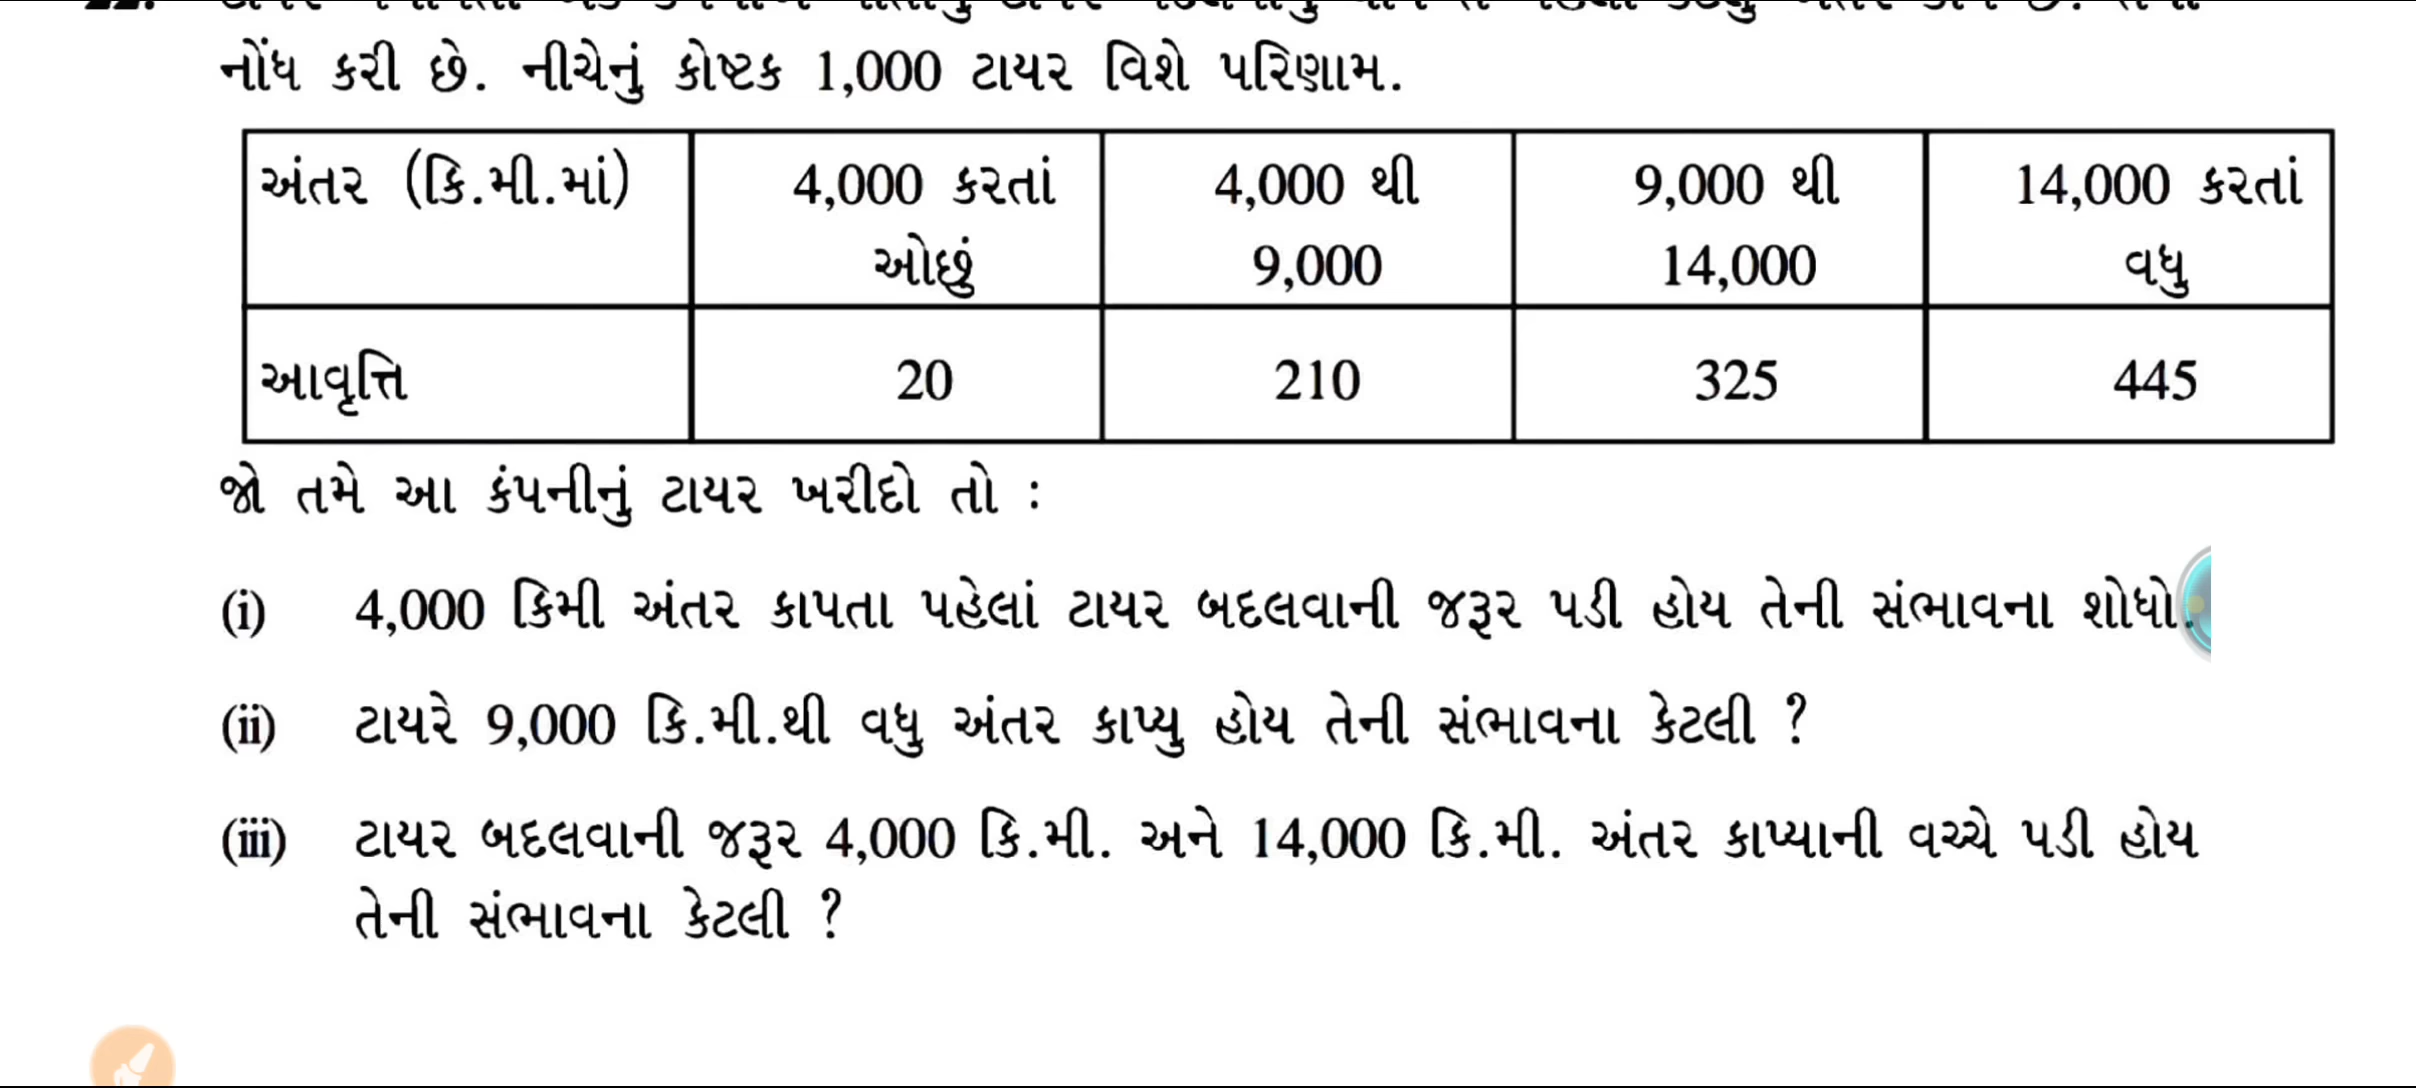 નોંધ કરી છે. નીચેનું કોષ્ટક 1,000 ટાયર વિશે પરિણામ.
અંતર (કિ.મી.માં) 4,000 કરતાં 4,000 થી 9,000 થી 14,000 કરતાં
ઓછું 9,000 14,000 વધુ
આવૃત્તિ 20 210 325 445
જો તમે આ કંપનીનું ટાયર ખરીદો તો :
(i) 4,000 કિમી અંતર કાપતા પહેલાં ટાયર બદલવાની જરૂર પડી હોય તેની સંભાવના શોધો.
(ii) ટાયરે 9,000 કિ.મી.થી વધુ અંતર કાપ્યુ હોય તેની સંભાવના કેટલી ?
(iii) ટાયર બદલવાની જરૂર 4,000 કિ.મી. અને 14,000 કિ.મી. અંતર કાપ્યાની વચ્ચે પડી હોય
તેની સંભાવના કેટલી ?